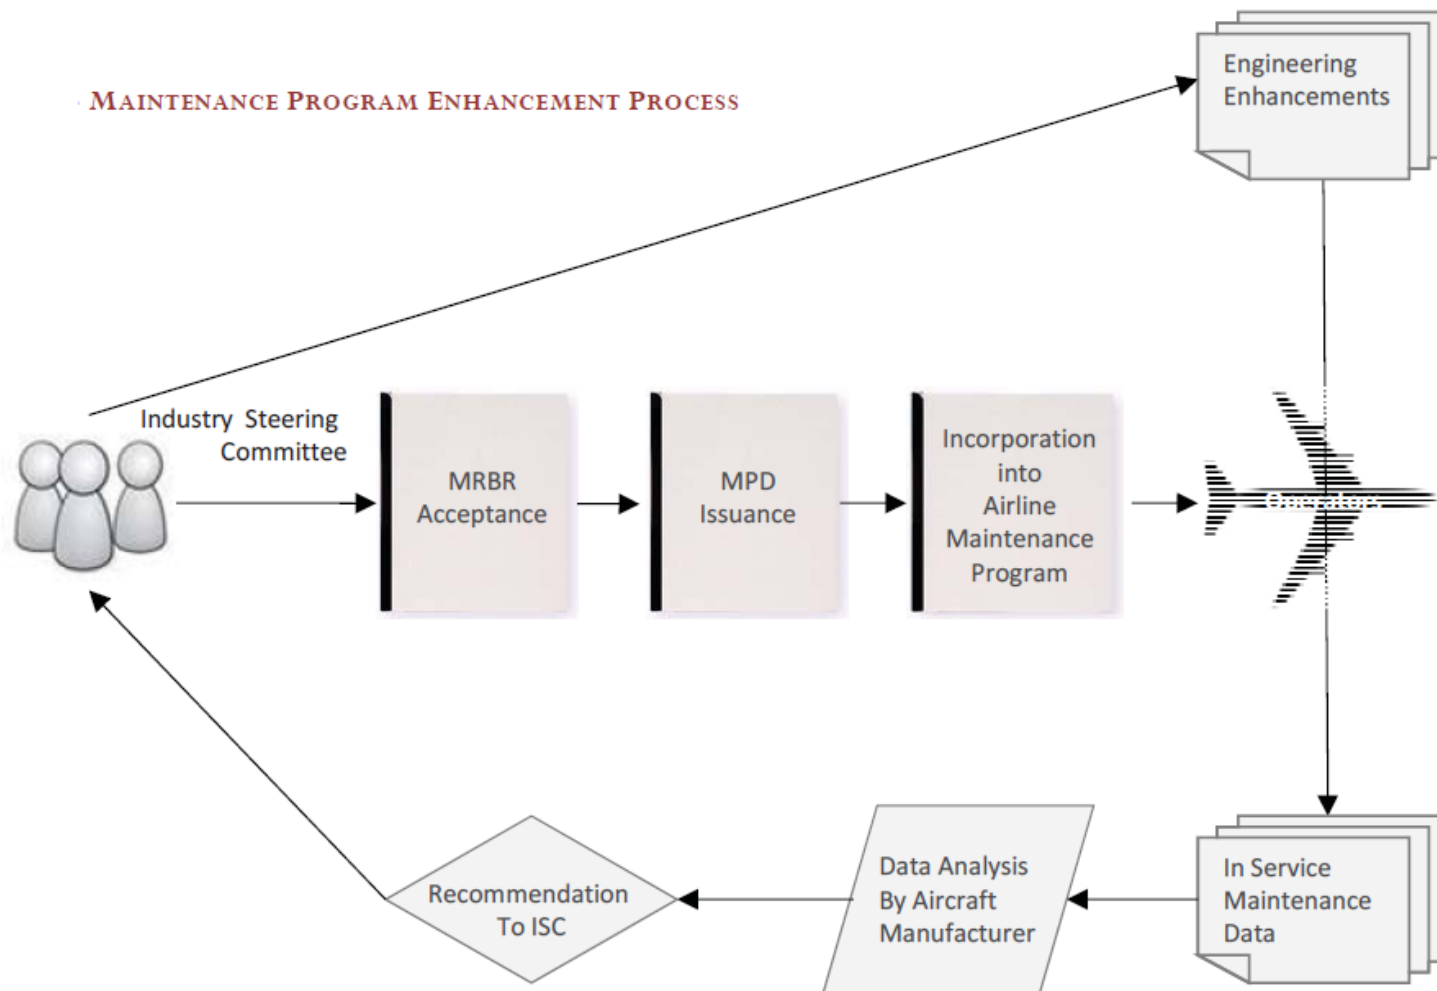 MAINTENANCE PROGRAM ENHANCEMENT PROCESS
Engineering
Enhancements
Industry Steering
Committee
MRBR
Acceptance
MPD
Issuance
Incorporation
into
Airline
Maintenance
Program
Operators
Recommendation
To ISC
Data Analysis
By Aircraft
Manufacturer
In Service
Maintenance
Data